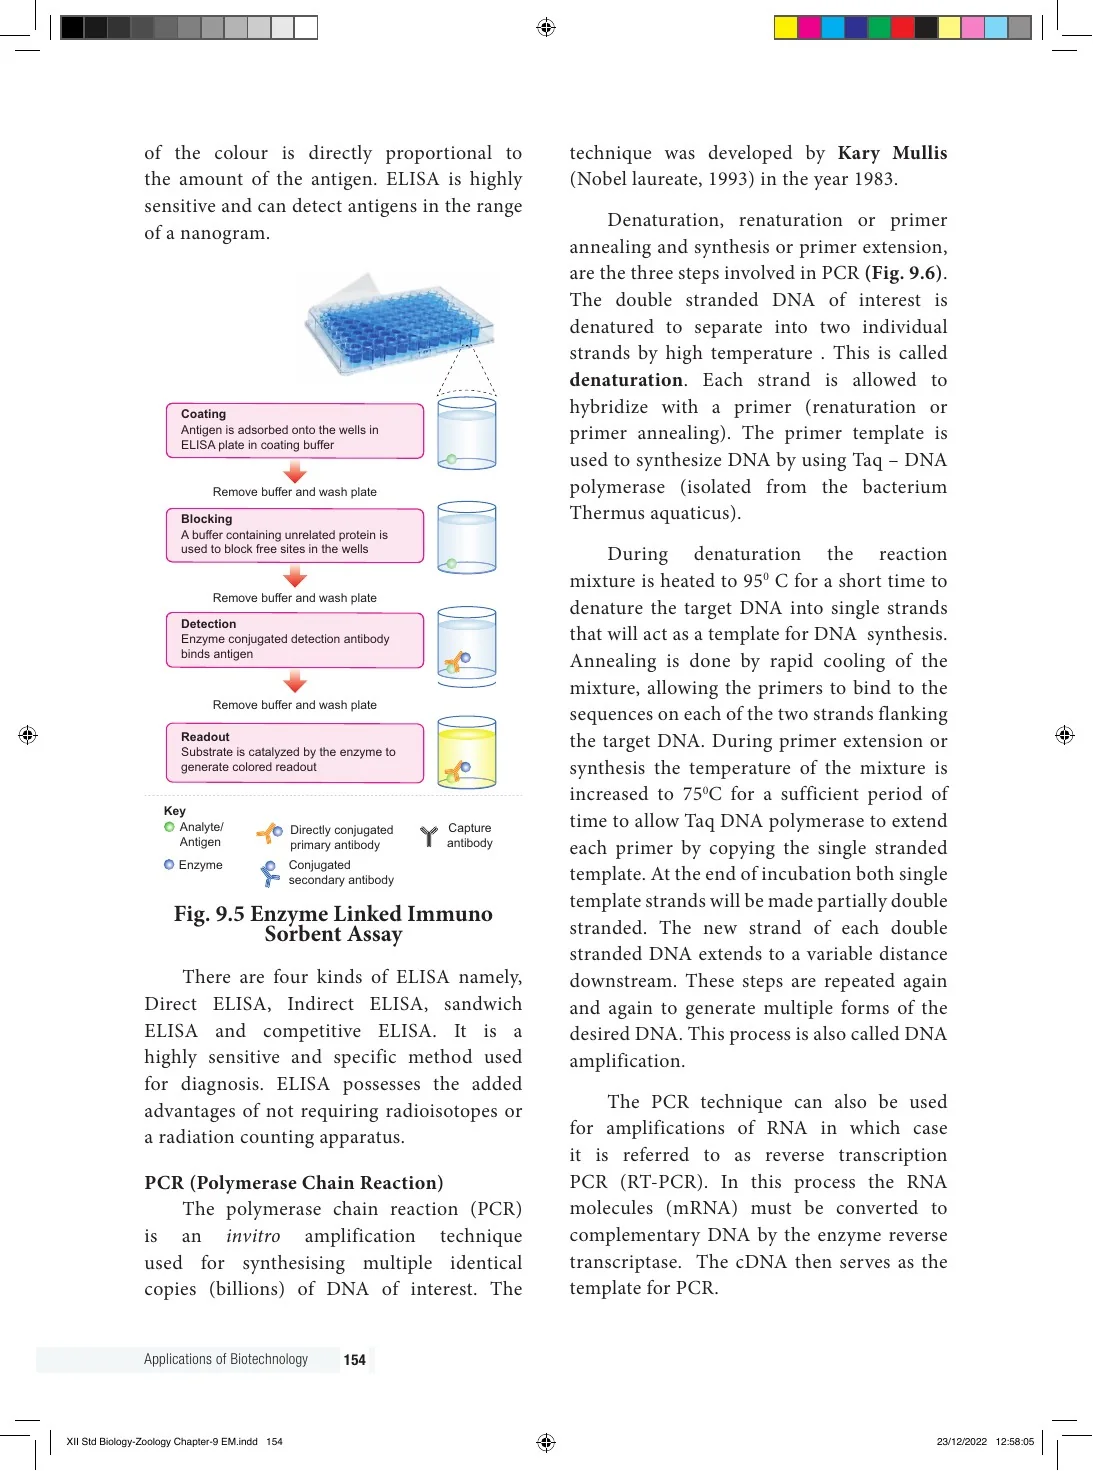 of the colour is directly proportional to
the amount of the antigen. ELISA is highly
sensitive and can detect antigens in the range
of a nanogram.
Coating
Antigen is adsorbed onto the wells in
ELISA plate in coating buffer
Remove buffer and wash plate
Blocking
A buffer containing unrelated protein is
used to block free sites in the wells
Remove buffer and wash plate
Detection
Enzyme conjugated detection antibody
binds antigen
Remove buffer and wash plate
Readout
Substrate is catalyzed by the enzyme to
generate colored readout
Key
Analyte/
Antigen
Directly conjugated
primary antibody
Capture
antibody
Enzyme
Conjugated
secondary antibody
Fig. 9.5 Enzyme Linked Immuno
Sorbent Assay
There are four kinds of ELISA namely,
Direct ELISA, Indirect ELISA, sandwich
ELISA and competitive ELISA. It is a
highly sensitive and specific method used
for diagnosis. ELISA possesses the added
advantages of not requiring radioisotopes or
a radiation counting apparatus.
PCR (Polymerase Chain Reaction)
The polymerase chain reaction (PCR)
is an invitro amplification technique
used for synthesising multiple identical
copies (billions) of DNA of interest. The
technique was developed by Kary Mullis
(Nobel laureate, 1993) in the year 1983.
Denaturation, renaturation or primer
annealing and synthesis or primer extension,
are the three steps involved in PCR (Fig. 9.6).
The double stranded DNA of interest is
denatured to separate into two individual
strands by high temperature . This is called
denaturation. Each strand is allowed to
hybridize with a primer (renaturation or
primer annealing). The primer template is
used to synthesize DNA by using Taq – DNA
polymerase (isolated from the bacterium
Thermus aquaticus).
During denaturation the reaction
mixture is heated to 95⁰ C for a short time to
denature the target DNA into single strands
that will act as a template for DNA synthesis.
Annealing is done by rapid cooling of the
mixture, allowing the primers to bind to the
sequences on each of the two strands flanking
the target DNA. During primer extension or
synthesis the temperature of the mixture is
increased to 75⁰C for a sufficient period of
time to allow Taq DNA polymerase to extend
each primer by copying the single stranded
template. At the end of incubation both single
template strands will be made partially double
stranded. The new strand of each double
stranded DNA extends to a variable distance
downstream. These steps are repeated again
and again to generate multiple forms of the
desired DNA. This process is also called DNA
amplification.
The PCR technique can also be used
for amplifications of RNA in which case
it is referred to as reverse transcription
PCR (RT-PCR). In this process the RNA
molecules (mRNA) must be converted to
complementary DNA by the enzyme reverse
transcriptase. The cDNA then serves as the
template for PCR.
Applications of Biotechnology 154
XII Std Biology-Zoology Chapter-9 EM.indd 154
23/12/2022 12:58:05